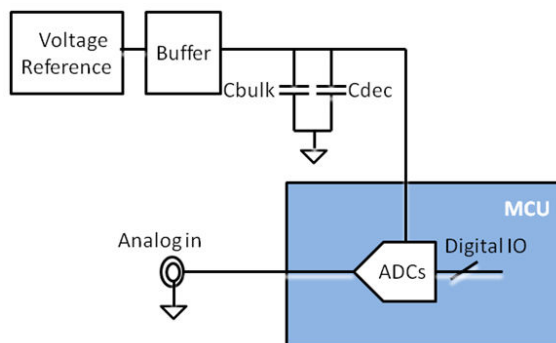 Voltage
Reference
Buffer
Cbulk
Cdec
MCU
Analog in
Digital IO
ADCs